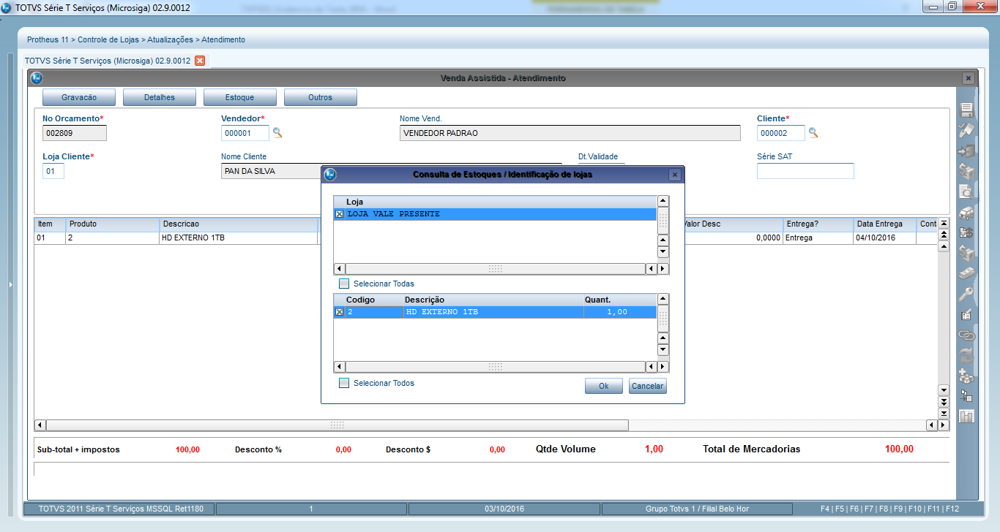 TOTVS Série T Serviços (Microsiga) 02.9.0012
Protheus 11 > Controle de Lojas > Atualizações > Atendimento
TOTVS Série T Serviços (Microsiga) 02.9.0012
Venda Assistida - Atendimento
Gravacão Detalhes Estoque Outros
No Orcamento* Vendedor* Nome Vend. Cliente*
002809 000001 VENDEDOR PADRAO 000002
Loja Cliente* Nome Cliente Dt.Validade Série SAT
01 PAN DA SILVA
Consulta de Estoques / Identificação de lojas
Loja
LOJA VALE PRESENTE
Selecionar Todas
Codigo Descrição Quant.
2 HD EXTERNO 1TB 1,00
Selecionar Todos
Ok Cancelar
Item Produto Descricao Valor Desc Entrega? Data Entrega Cont
01 2 HD EXTERNO 1TB 0,0000 Entrega 04/10/2016
Sub-total + impostos 100,00 Desconto % 0,00 Desconto $ 0,00 Qtde Volume 1,00 Total de Mercadorias 100,00
TOTVS 2011 Série T Serviços MSSQL Ret1180 1 03/10/2016 Grupo Totvs 1 / Filial Belo Hor F4 | F5 | F6 | F7 | F8 | F9 | F10 | F11 | F12